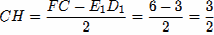 CH = \frac{FC - E_1D_1}{2} = \frac{6 - 3}{2} = \frac{3}{2}